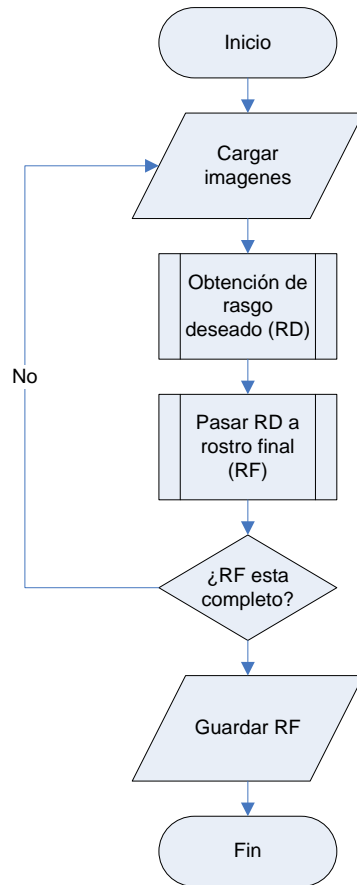 Inicio
Cargar
imagenes
Obtención de
rasgo
deseado (RD)
No
Pasar RD a
rostro final
(RF)
¿RF esta
completo?
Guardar RF
Fin